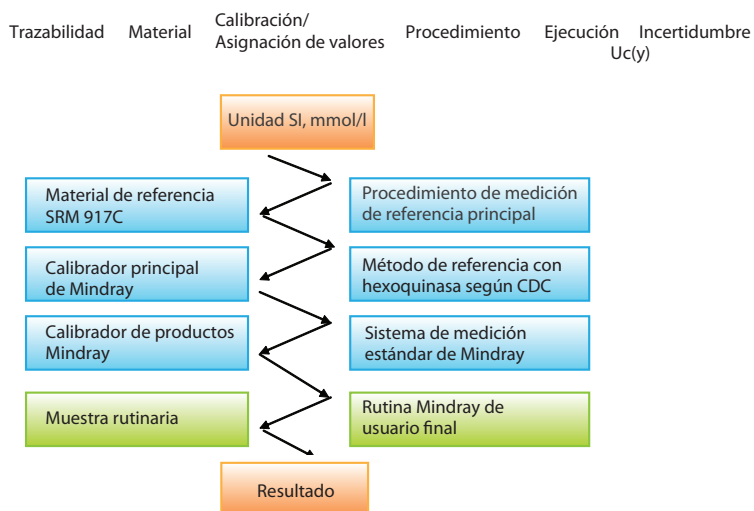 Trazabilidad Material Calibración/ Procedimiento Ejecución Incertidumbre
Asignación de valores Uc(y)
Unidad SI, mmol/l
Material de referencia
SRM 917C
Procedimiento de medición
de referencia principal
Calibrador principal
de Mindray
Método de referencia con
hexoquinasa según CDC
Calibrador de productos
Mindray
Sistema de medición
estándar de Mindray
Muestra rutinaria
Rutina Mindray de
usuario final
Resultado